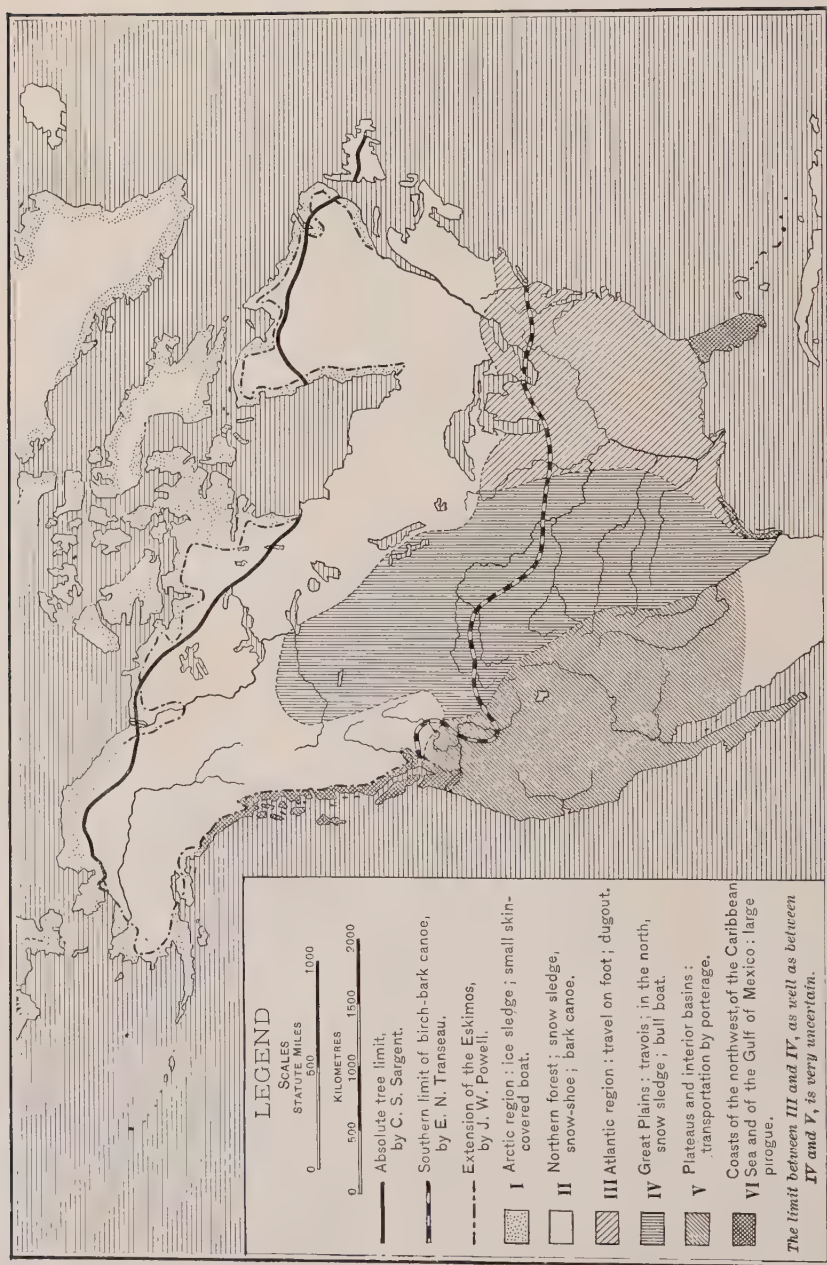 LEGEND
SCALES
STATUTE MILES
0 500 1000
KILOMETRES
0 500 1000 1500 2000
Absolute tree limit,
by C. S. Sargent.
Southern limit of birch-bark canoe,
by E. N. Transeau.
Extension of the Eskimos,
by J. W. Powell.
I Arctic region : ice sledge ; small skin-
covered boat.
II Northern forest ; snow sledge,
snow-shoe ; bark canoe.
III Atlantic region : travel on foot ; dugout.
IV Great Plains : travois ; in the north,
snow sledge ; bull boat.
V Plateaus and interior basins :
transportation by porterage.
Coasts of the northwest, of the Caribbean
VI Sea and of the Gulf of Mexico : large
pirogue.
The limit between III and IV, as well as between
IV and V, is very uncertain.